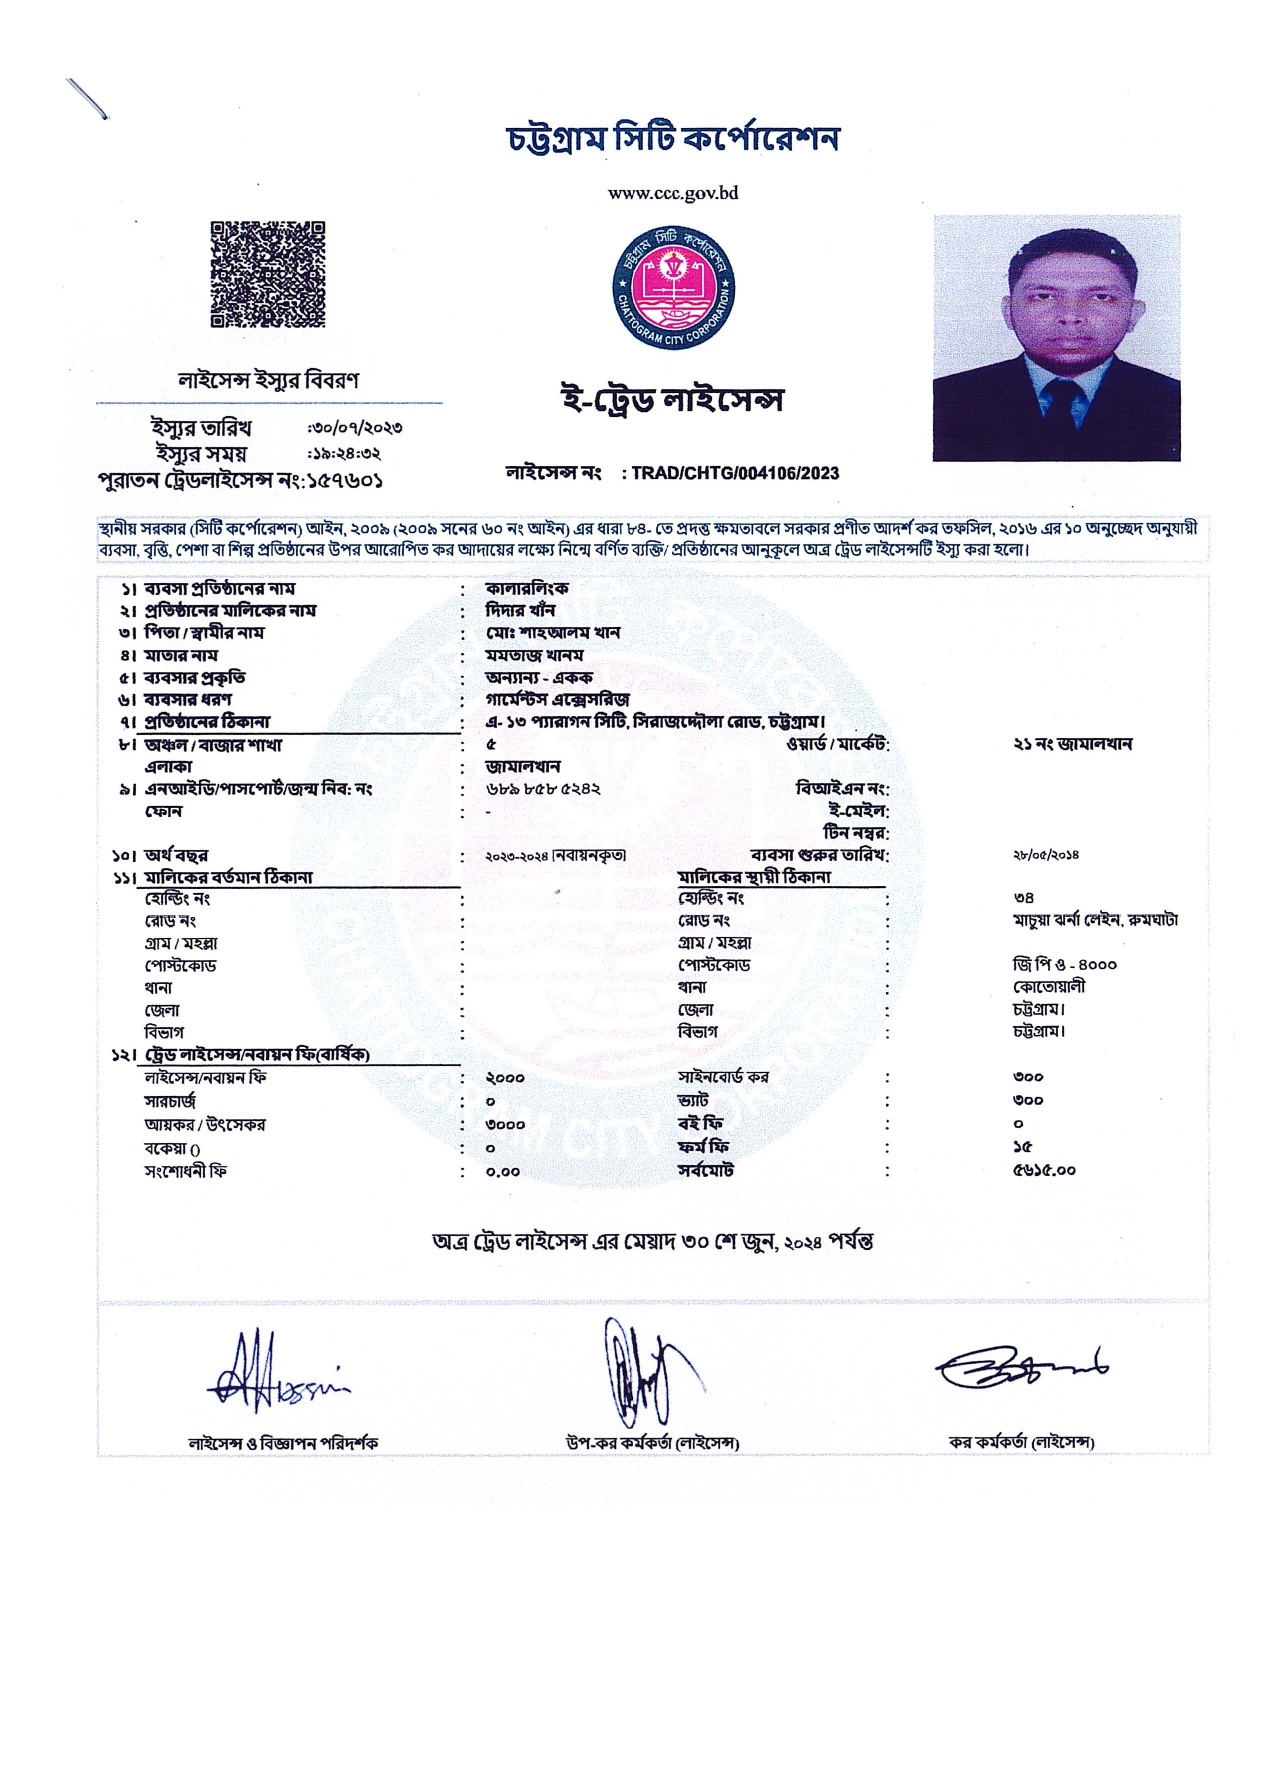 চট্টগ্রাম সিটি কর্পোরেশন
www.ccc.gov.bd
চট্টগ্রাম সিটি কর্পোরেশন
CHATTOGRAM CITY CORPORATION
লাইসেন্স ইস্যুর বিবরণ
ই-ট্রেড লাইসেন্স
ইস্যুর তারিখ :৩০/০৭/২০২৩
ইস্যুর সময় :১৯:২৪:৩২
পুরাতন ট্রেডলাইসেন্স নং:১৫৭৬০১
লাইসেন্স নং : TRAD/CHTG/004106/2023
স্থানীয় সরকার (সিটি কর্পোরেশন) আইন, ২০০৯ (২০০৯ সনের ৬০ নং আইন) এর ধারা ৮৪- তে প্রদত্ত ক্ষমতাবলে সরকার প্রণীত আদর্শ কর তফসিল, ২০১৬ এর ১০ অনুচ্ছেদ অনুযায়ী
ব্যবসা, বৃত্তি, পেশা বা শিল্প প্রতিষ্ঠানের উপর আরোপিত কর আদায়ের লক্ষ্যে নিম্নে বর্ণিত ব্যক্তি/ প্রতিষ্ঠানের আনুকূলে অত্র ট্রেড লাইসেন্সটি ইস্যু করা হলো।
১। ব্যবসা প্রতিষ্ঠানের নাম : কালারলিংক
২। প্রতিষ্ঠানের মালিকের নাম : দিদার খাঁন
৩। পিতা / স্বামীর নাম : মোঃ শাহআলম খান
৪। মাতার নাম : মমতাজ খানম
৫। ব্যবসার প্রকৃতি : অন্যান্য - একক
৬। ব্যবসার ধরণ : গার্মেন্টস এক্সেসরিজ
৭। প্রতিষ্ঠানের ঠিকানা : এ- ১৩ প্যারাগন সিটি, সিরাজদ্দৌলা রোড, চট্টগ্রাম।
৮। অঞ্চল / বাজার শাখা : ৫ ওয়ার্ড / মার্কেট: ২১ নং জামালখান
এলাকা : জামালখান
৯। এনআইডি/পাসপোর্ট/জন্ম নিব: নং : ৬৮৯ ৮৫৮ ৫২৪২ বিআইএন নং:
ফোন : - ই-মেইল:
টিন নম্বর:
১০। অর্থ বছর : ২০২৩-২০২৪ (নবায়নকৃত) ব্যবসা শুরুর তারিখ: ২৮/০৫/২০১৪
১১। মালিকের বর্তমান ঠিকানা মালিকের স্থায়ী ঠিকানা
হোল্ডিং নং : হোল্ডিং নং : ৩৪
রোড নং : রোড নং : মাচুয়া ঝর্না লেইন, রুমঘাটা
গ্রাম / মহল্লা : গ্রাম / মহল্লা :
পোস্টকোড : পোস্টকোড : জি পি ও - ৪০০০
থানা : থানা : কোতোয়ালী
জেলা : জেলা : চট্টগ্রাম।
বিভাগ : বিভাগ : চট্টগ্রাম।
১২। ট্রেড লাইসেন্স/নবায়ন ফি(বার্ষিক)
লাইসেন্স/নবায়ন ফি : ২০০০ সাইনবোর্ড কর : ৩০০
সারচার্জ : ০ ভ্যাট : ৩০০
আয়কর / উৎসেকর : ৩০০০ বই ফি : ০
বকেয়া () : ০ ফর্ম ফি : ১৫
সংশোধনী ফি : ০.০০ সর্বমোট : ৫৬১৫.০০
অত্র ট্রেড লাইসেন্স এর মেয়াদ ৩০ শে জুন, ২০২৪ পর্যন্ত
লাইসেন্স ও বিজ্ঞাপন পরিদর্শক উপ-কর কর্মকর্তা (লাইসেন্স) কর কর্মকর্তা (লাইসেন্স)